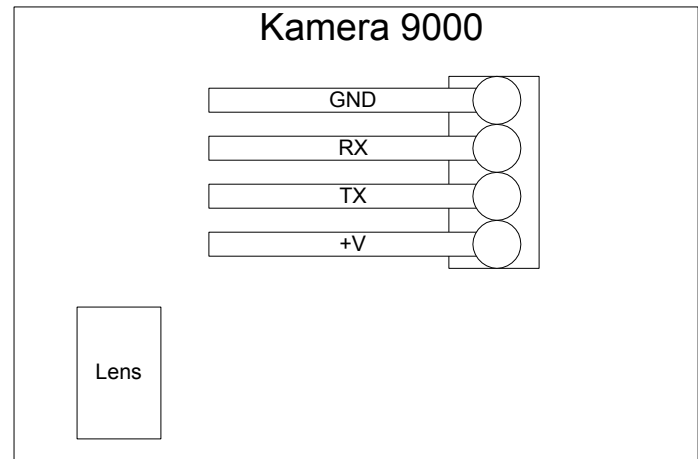 Kamera 9000
GND
RX
TX
+V
Lens